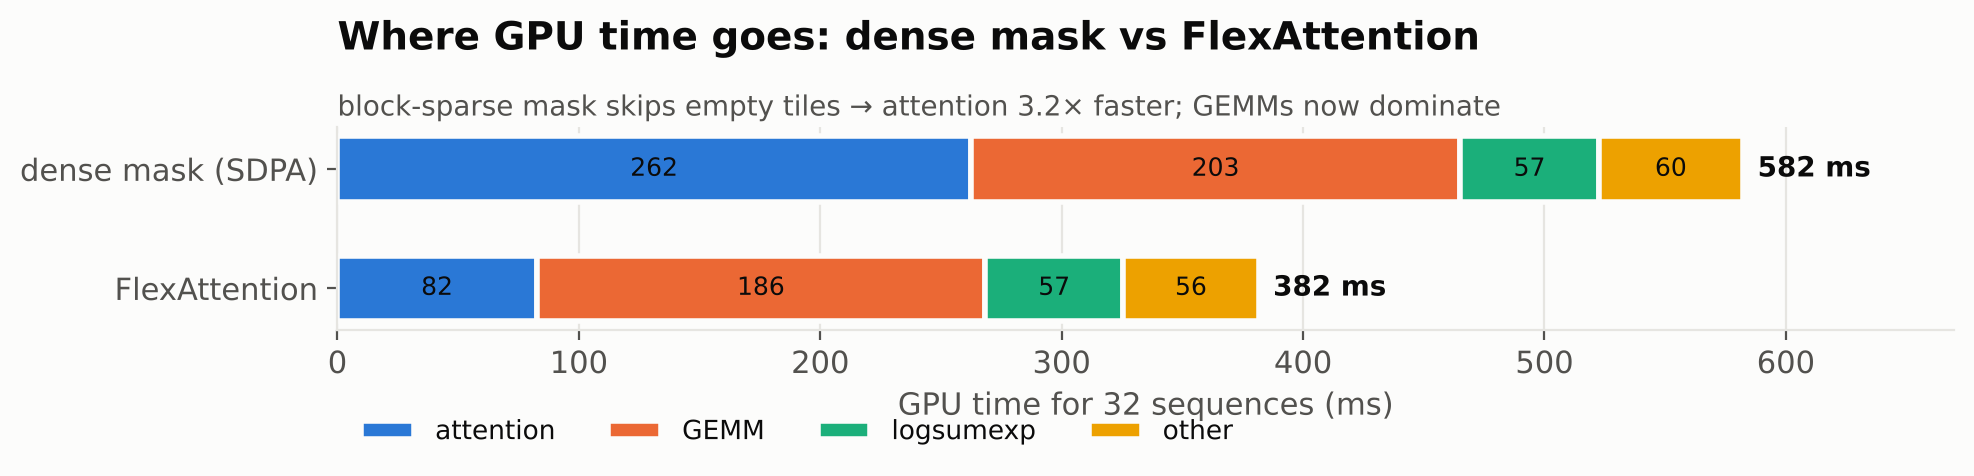 Where GPU time goes: dense mask vs FlexAttention
block-sparse mask skips empty tiles → attention 3.2× faster; GEMMs now dominate
dense mask (SDPA) 262 203 57 60 582 ms
FlexAttention 82 186 57 56 382 ms
0 100 200 300 400 500 600
GPU time for 32 sequences (ms)
attention GEMM logsumexp other